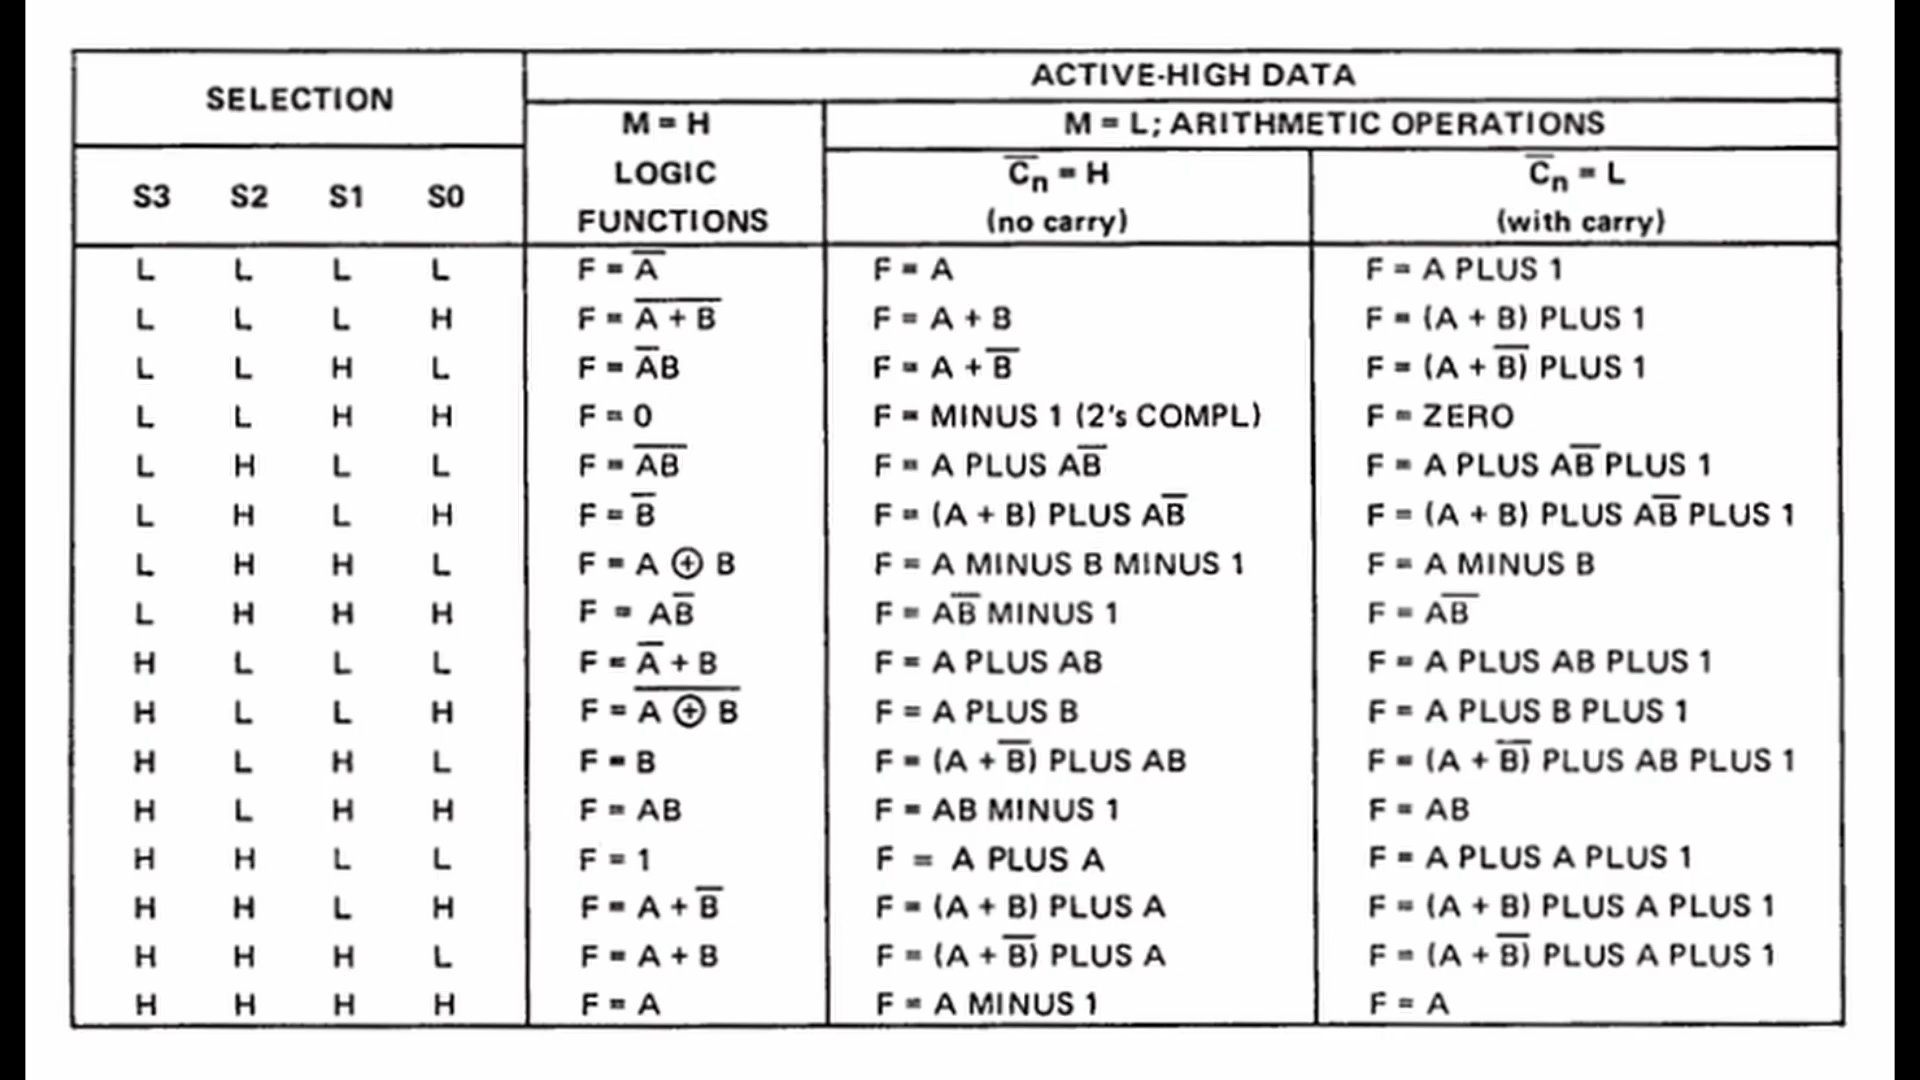 SELECTION ACTIVE-HIGH DATA
M = H M = L; ARITHMETIC OPERATIONS
S3 S2 S1 S0 LOGIC FUNCTIONS C̅n = H (no carry) C̅n = L (with carry)
L L L L F = A̅ F = A F = A PLUS 1
L L L H F = A̅ ̅+̅ ̅B̅ F = A + B F = (A + B) PLUS 1
L L H L F = A̅B F = A + B̅ F = (A + B̅) PLUS 1
L L H H F = 0 F = MINUS 1 (2's COMPL) F = ZERO
L H L L F = A̅B̅ F = A PLUS AB̅ F = A PLUS AB̅ PLUS 1
L H L H F = B̅ F = (A + B) PLUS AB̅ F = (A + B) PLUS AB̅ PLUS 1
L H H L F = A ⊕ B F = A MINUS B MINUS 1 F = A MINUS B
L H H H F = AB̅ F = AB̅ MINUS 1 F = AB̅
H L L L F = A̅ + B F = A PLUS AB F = A PLUS AB PLUS 1
H L L H F = A̅ ̅⊕̅ ̅B̅ F = A PLUS B F = A PLUS B PLUS 1
H L H L F = B F = (A + B̅) PLUS AB F = (A + B̅) PLUS AB PLUS 1
H L H H F = AB F = AB MINUS 1 F = AB
H H L L F = 1 F = A PLUS A F = A PLUS A PLUS 1
H H L H F = A + B̅ F = (A + B) PLUS A F = (A + B) PLUS A PLUS 1
H H H L F = A + B F = (A + B̅) PLUS A F = (A + B̅) PLUS A PLUS 1
H H H H F = A F = A MINUS 1 F = A